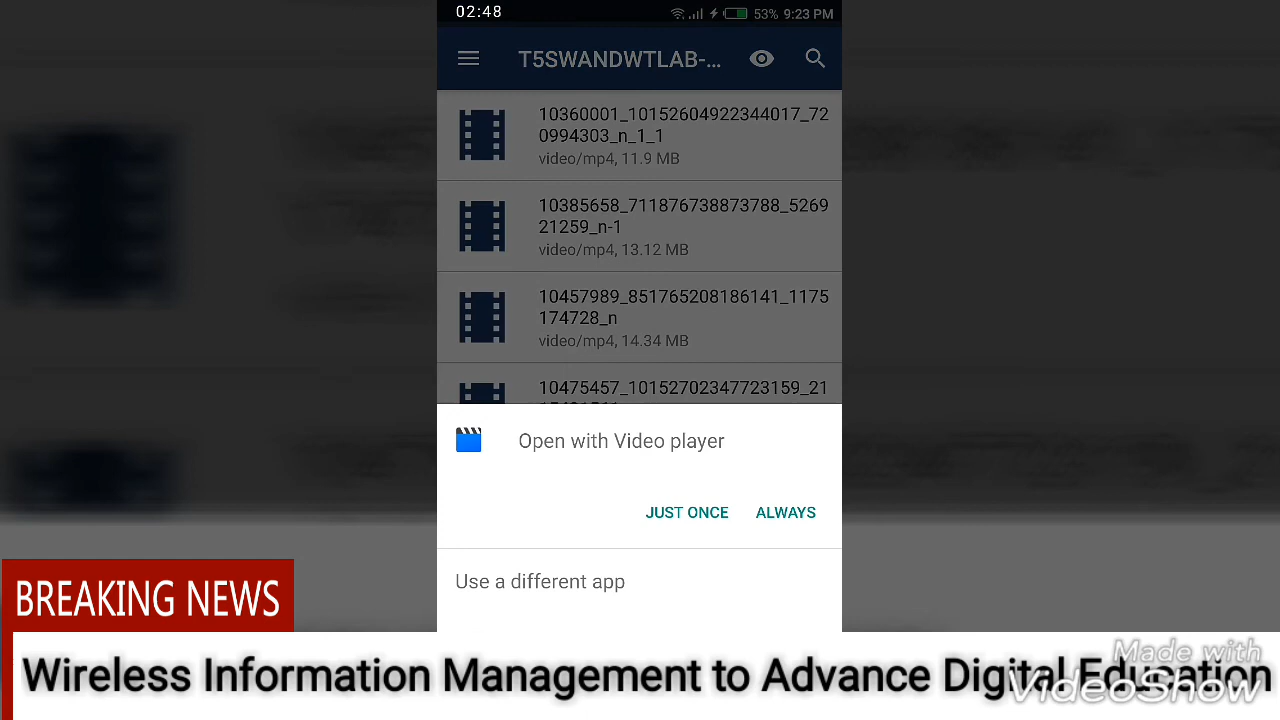 02:48
53% 9:23 PM
T5SWANDWTLAB-...
10360001_10152604922344017_72
0994303_n_1_1
video/mp4, 11.9 MB
10385658_711876738873788_5269
21259_n-1
video/mp4, 13.12 MB
10457989_851765208186141_1175
174728_n
video/mp4, 14.34 MB
10475457_10152702347723159_21
Open with Video player
JUST ONCE ALWAYS
Use a different app
BREAKING NEWS
Wireless Information Management to Advance Digital Education
Made with
VideoShow